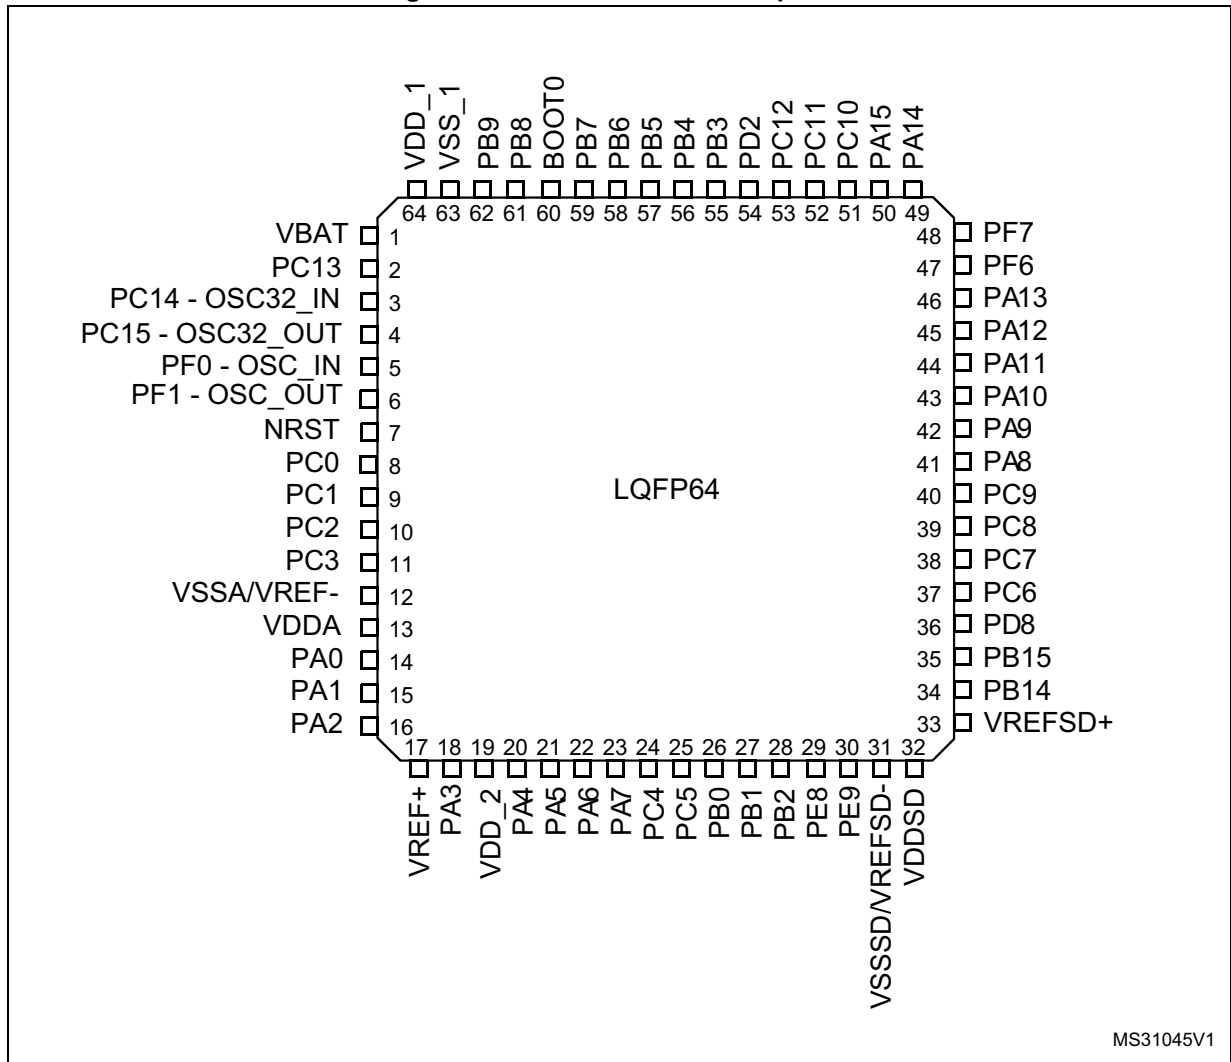 VDD_1
VSS_1
PB9
PB8
BOOT0
PB7
PB6
PB5
PB4
PB3
PD2
PC12
PC11
PC10
PA15
PA14
64 63 62 61 60 59 58 57 56 55 54 53 52 51 50 49
VBAT 1
PC13 2
PC14 - OSC32_IN 3
PC15 - OSC32_OUT 4
PF0 - OSC_IN 5
PF1 - OSC_OUT 6
NRST 7
PC0 8
PC1 9
PC2 10
PC3 11
VSSA/VREF- 12
VDDA 13
PA0 14
PA1 15
PA2 16
LQFP64
48 PF7
47 PF6
46 PA13
45 PA12
44 PA11
43 PA10
42 PA9
41 PA8
40 PC9
39 PC8
38 PC7
37 PC6
36 PD8
35 PB15
34 PB14
33 VREFSD+
17 18 19 20 21 22 23 24 25 26 27 28 29 30 31 32
VREF+
PA3
VDD_2
PA4
PA5
PA6
PA7
PC4
PC5
PB0
PB1
PB2
PE8
PE9
VSSSD/VREFSD-
VDDSD
MS31045V1